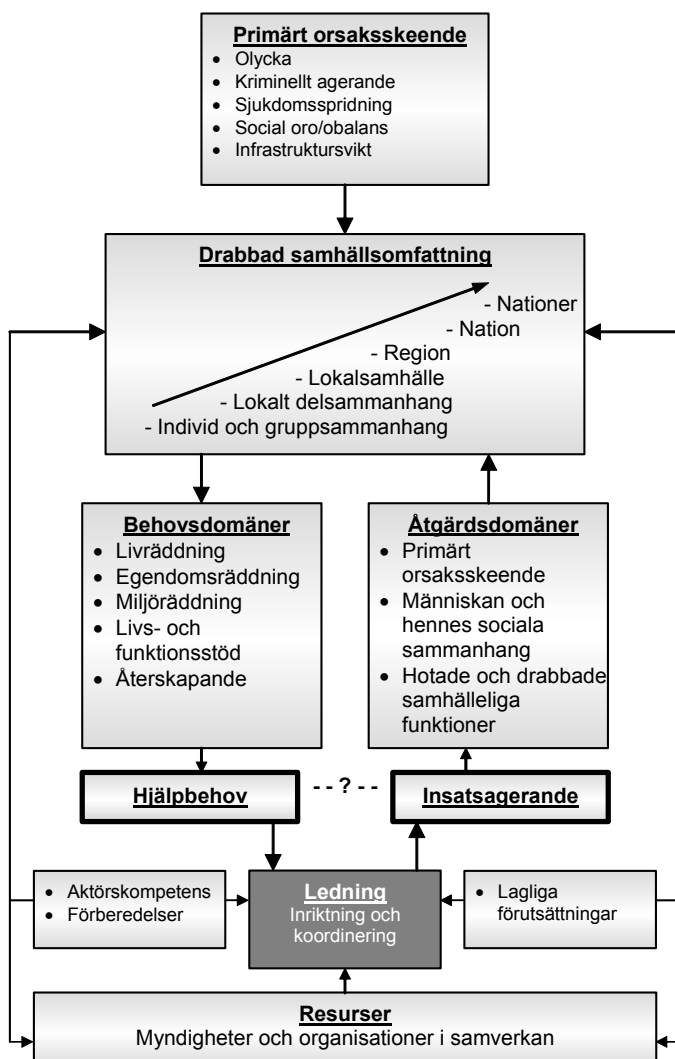 Primärt orsaksskeende
• Olycka
• Kriminellt agerande
• Sjukdomsspridning
• Social oro/obalans
• Infrastruktursvikt
Drabbad samhällsomfattning
- Nationer
- Nation
- Region
- Lokalsamhälle
- Lokalt delsammanhang
- Individ och gruppsammanhang
Behovsdomäner
• Livräddning
• Egendomsräddning
• Miljöräddning
• Livs- och
funktionsstöd
• Återskapande
Åtgärdsdomäner
• Primärt
orsaksskeende
• Människan och
hennes sociala
sammanhang
• Hotade och drabbade
samhälleliga
funktioner
Hjälpbehov
- - ? - -
Insatsagerande
• Aktörskompetens
• Förberedelser
Ledning
Inriktning och
koordinering
• Lagliga
förutsättningar
Resurser
Myndigheter och organisationer i samverkan